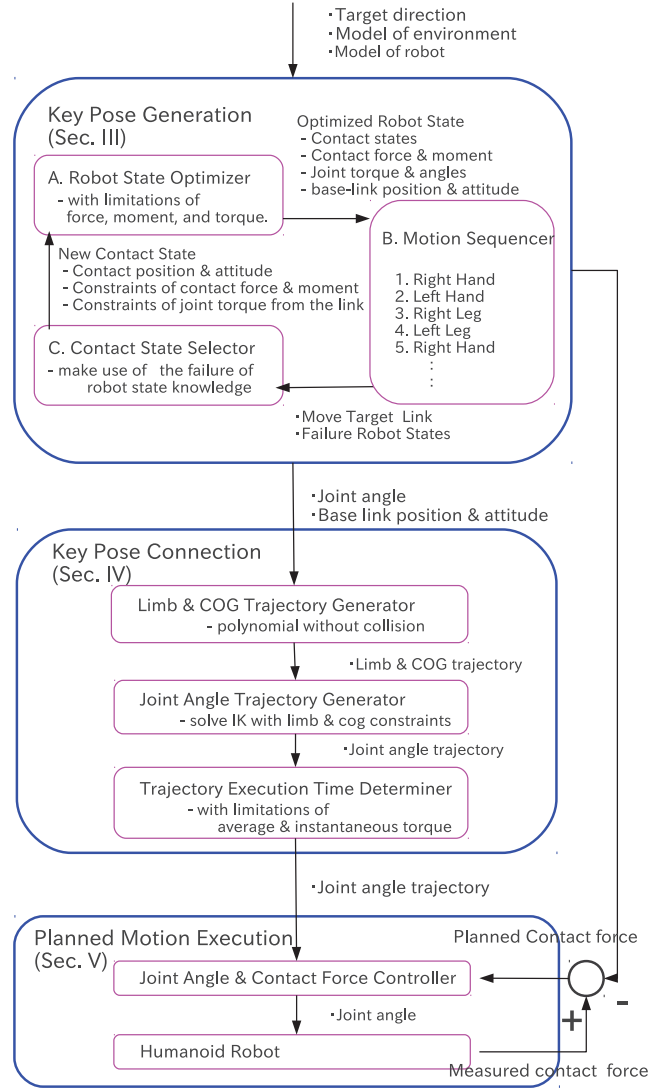 ･Target direction
･Model of environment
･Model of robot
Key Pose Generation
(Sec. III)
Optimized Robot State
- Contact states
- Contact force & moment
- Joint torque & angles
- base-link position & attitude
A. Robot State Optimizer
- with limitations of
force, moment, and torque.
B. Motion Sequencer
1. Right Hand
2. Left Hand
3. Right Leg
4. Left Leg
5. Right Hand
:
:
New Contact State
- Contact position & attitude
- Constraints of contact force & moment
- Constraints of joint torque from the link
C. Contact State Selector
- make use of the failure of
robot state knowledge
･Move Target Link
･Failure Robot States
･Joint angle
･Base link position & attitude
Key Pose Connection
(Sec. IV)
Limb & COG Trajectory Generator
- polynomial without collision
･Limb & COG trajectory
Joint Angle Trajectory Generator
- solve IK with limb & cog constraints
･Joint angle trajectory
Trajectory Execution Time Determiner
- with limitations of
average & instantaneous torque
･Joint angle trajectory
Planned Motion Execution
(Sec. V)
Planned Contact force
Joint Angle & Contact Force Controller
-
+
･Joint angle
Humanoid Robot
Measured contact force